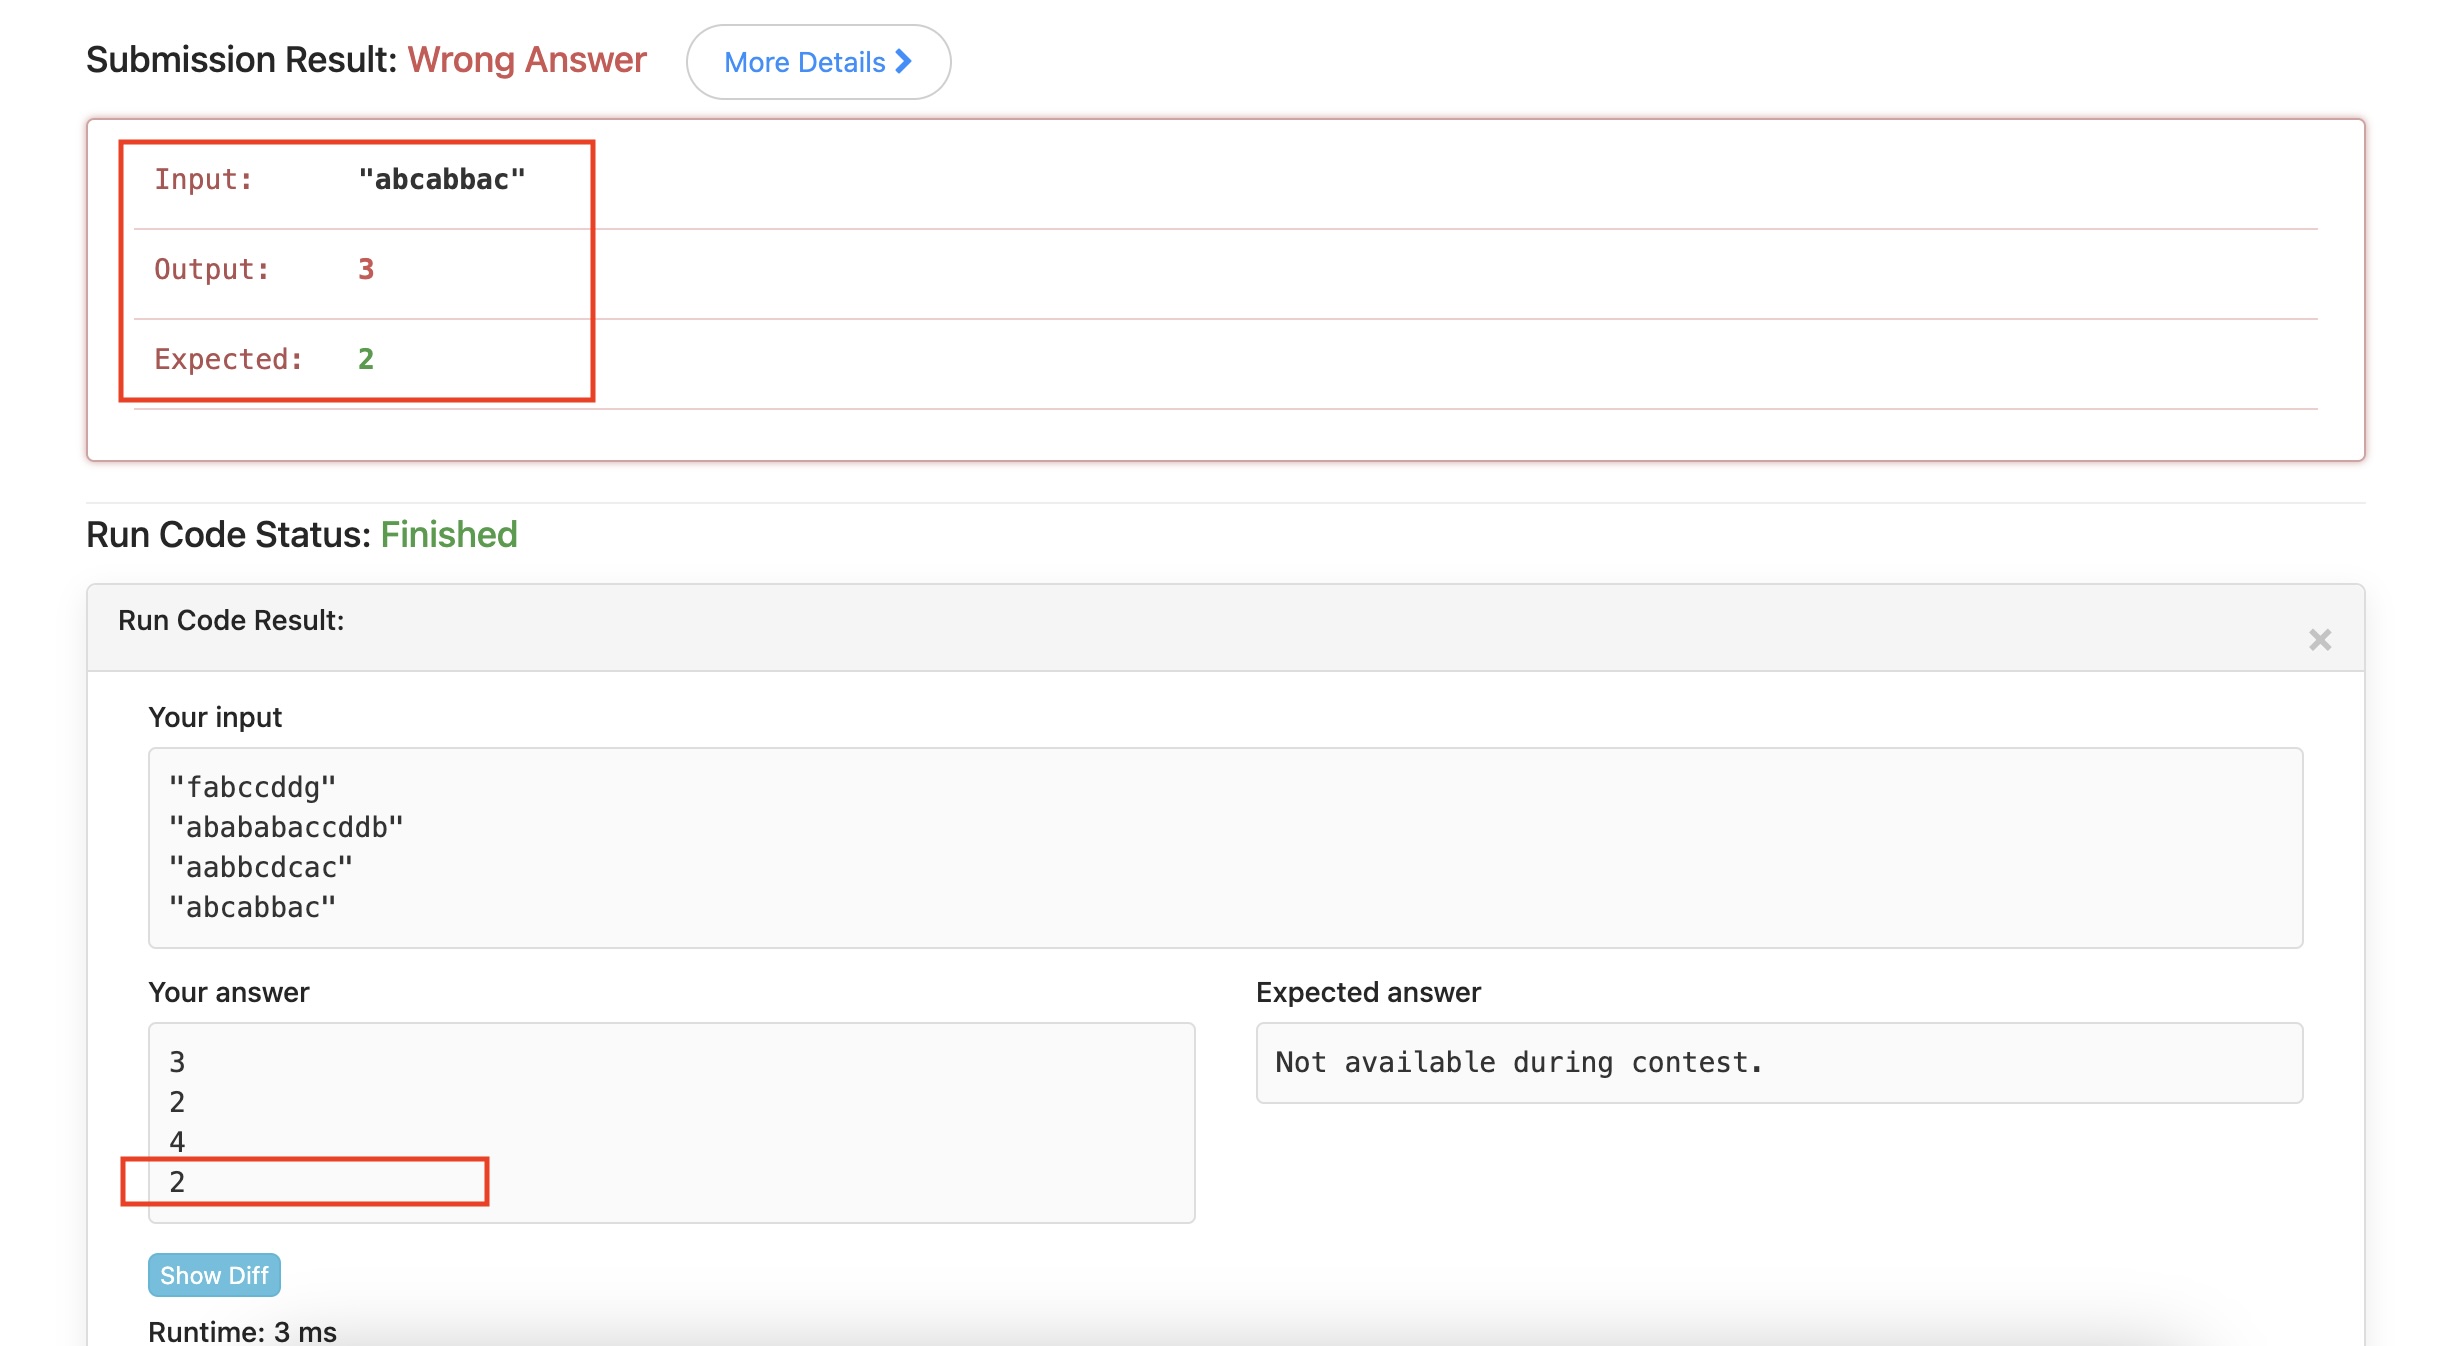 Submission Result: Wrong Answer More Details
Input: "abcabbac"
Output: 3
Expected: 2
Run Code Status: Finished
Run Code Result:
Your input
"fabccddg"
"abababaccddb"
"aabbcdcac"
"abcabbac"
Your answer
3
2
4
2
Expected answer
Not available during contest.
Show Diff
Runtime: 3 ms